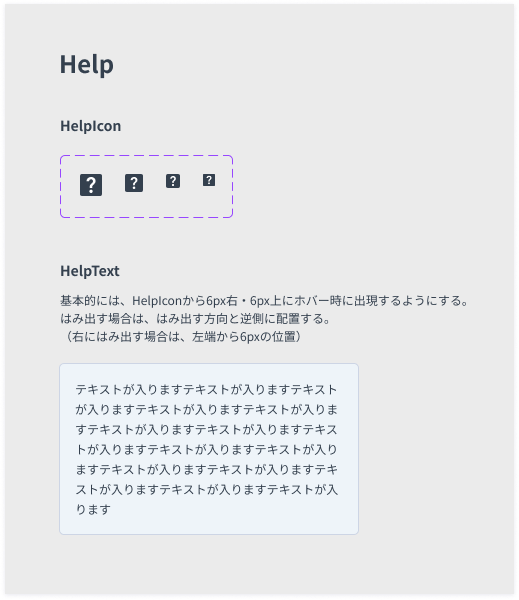 Help
HelpIcon
? ? ? ?
HelpText
基本的には、HelpIconから6px右・6px上にホバー時に出現するようにする。
はみ出す場合は、はみ出す方向と逆側に配置する。
（右にはみ出す場合は、左端から6pxの位置）
テキストが入りますテキストが入りますテキスト
が入りますテキストが入りますテキストが入りま
すテキストが入りますテキストが入りますテキス
トが入りますテキストが入りますテキストが入り
ますテキストが入りますテキストが入りますテキ
ストが入りますテキストが入りますテキストが入
ります